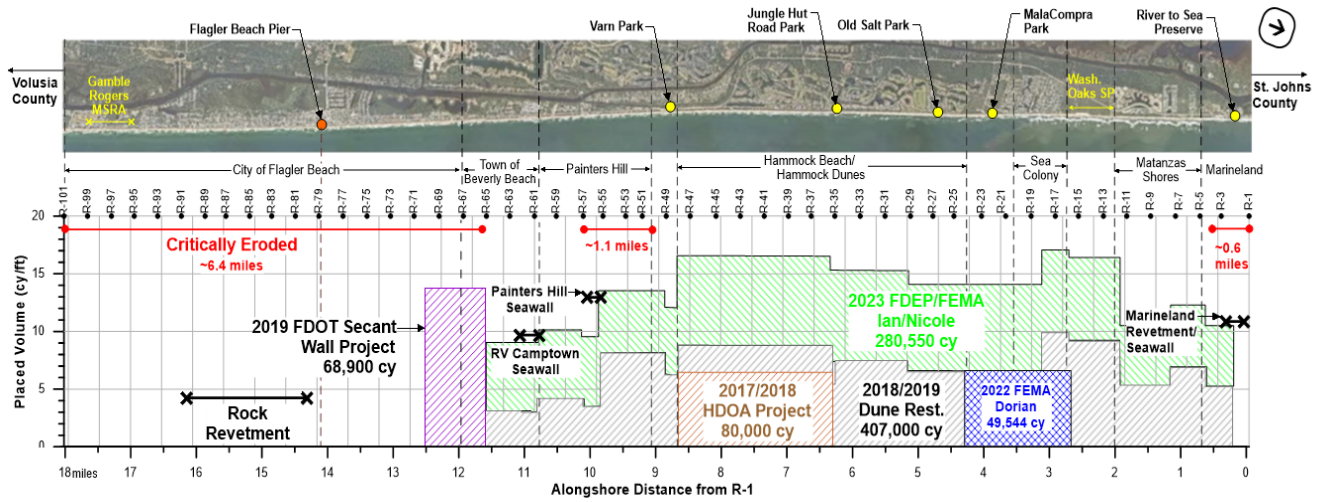 Flagler Beach Pier
Varn Park
Jungle Hut
Road Park
Old Salt Park
MalaCompra
Park
River to Sea
Preserve
Volusia
County
Gamble
Rogers
MSRA
Wash.
Oaks SP
St. Johns
County
City of Flagler Beach
Town of
Beverly Beach
Painters Hill
Hammock Beach/
Hammock Dunes
Sea
Colony
Matanzas
Shores
Marineland
R-101
R-99
R-97
R-95
R-93
R-91
R-89
R-87
R-85
R-83
R-81
R-79
R-77
R-75
R-73
R-71
R-69
R-67
R-65
R-61
R-59
R-57
R-55
R-53
R-51
R-49
R-47
R-45
R-43
R-41
R-39
R-37
R-35
R-33
R-31
R-29
R-27
R-25
R-23
R-21
R-19
R-17
R-15
R-13
R-11
R-9
R-7
R-5
R-3
R-1
Placed Volume (cy/ft)
20
15
10
5
0
Critically Eroded
~6.4 miles
~1.1 miles
~0.6
miles
2019 FDOT Secant
Wall Project
68,900 cy
Rock
Revetment
Painters Hill
Seawall
RV Camptown
Seawall
2023 FDEP/FEMA
Ian/Nicole
280,550 cy
Marineland
Revetment/
Seawall
2017/2018
HDOA Project
80,000 cy
2018/2019
Dune Rest.
407,000 cy
2022 FEMA
Dorian
49,544 cy
18miles 17 16 15 14 13 12 11 10 9 8 7 6 5 4 3 2 1 0
Alongshore Distance from R-1